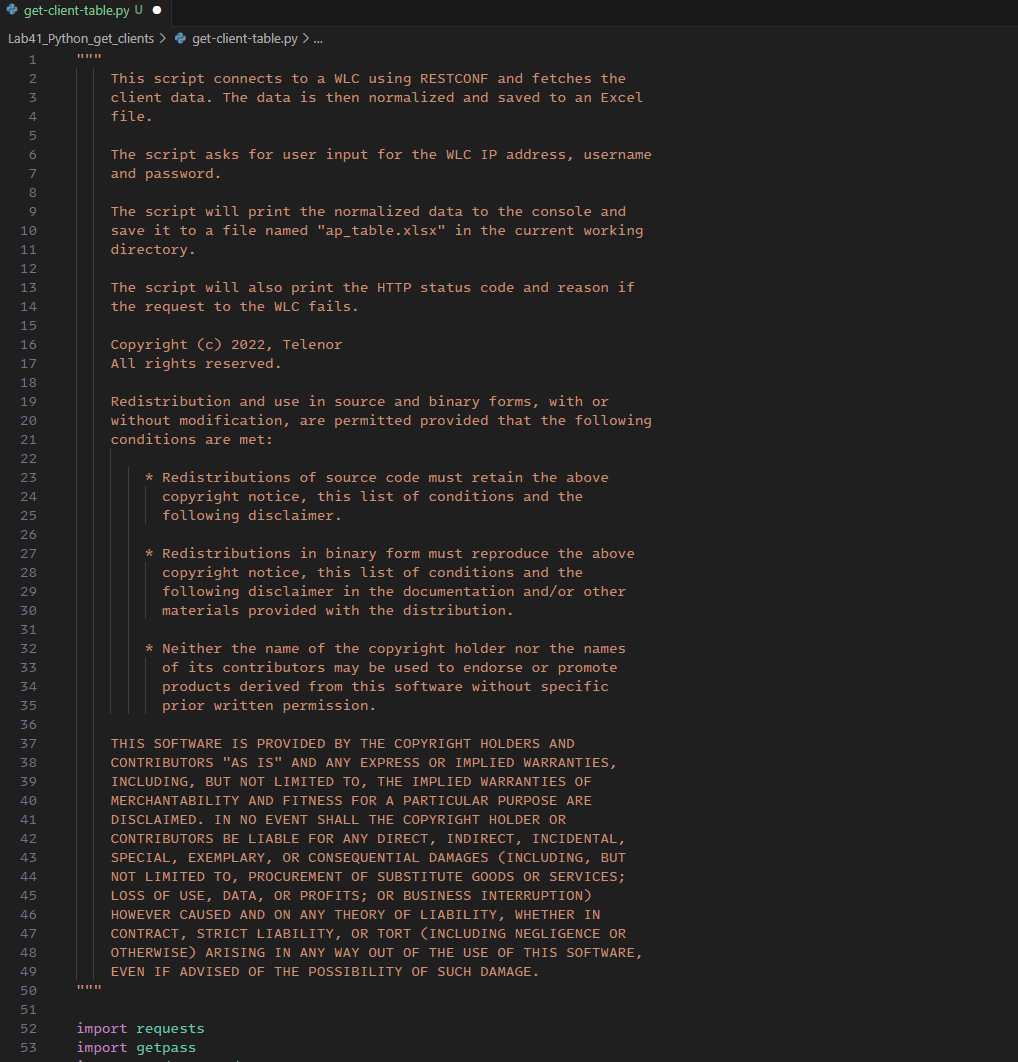 get-client-table.py U
Lab41_Python_get_clients > get-client-table.py > ...
1 """
2 This script connects to a WLC using RESTCONF and fetches the
3 client data. The data is then normalized and saved to an Excel
4 file.
5
6 The script asks for user input for the WLC IP address, username
7 and password.
8
9 The script will print the normalized data to the console and
10 save it to a file named "ap_table.xlsx" in the current working
11 directory.
12
13 The script will also print the HTTP status code and reason if
14 the request to the WLC fails.
15
16 Copyright (c) 2022, Telenor
17 All rights reserved.
18
19 Redistribution and use in source and binary forms, with or
20 without modification, are permitted provided that the following
21 conditions are met:
22
23 * Redistributions of source code must retain the above
24 copyright notice, this list of conditions and the
25 following disclaimer.
26
27 * Redistributions in binary form must reproduce the above
28 copyright notice, this list of conditions and the
29 following disclaimer in the documentation and/or other
30 materials provided with the distribution.
31
32 * Neither the name of the copyright holder nor the names
33 of its contributors may be used to endorse or promote
34 products derived from this software without specific
35 prior written permission.
36
37 THIS SOFTWARE IS PROVIDED BY THE COPYRIGHT HOLDERS AND
38 CONTRIBUTORS "AS IS" AND ANY EXPRESS OR IMPLIED WARRANTIES,
39 INCLUDING, BUT NOT LIMITED TO, THE IMPLIED WARRANTIES OF
40 MERCHANTABILITY AND FITNESS FOR A PARTICULAR PURPOSE ARE
41 DISCLAIMED. IN NO EVENT SHALL THE COPYRIGHT HOLDER OR
42 CONTRIBUTORS BE LIABLE FOR ANY DIRECT, INDIRECT, INCIDENTAL,
43 SPECIAL, EXEMPLARY, OR CONSEQUENTIAL DAMAGES (INCLUDING, BUT
44 NOT LIMITED TO, PROCUREMENT OF SUBSTITUTE GOODS OR SERVICES;
45 LOSS OF USE, DATA, OR PROFITS; OR BUSINESS INTERRUPTION)
46 HOWEVER CAUSED AND ON ANY THEORY OF LIABILITY, WHETHER IN
47 CONTRACT, STRICT LIABILITY, OR TORT (INCLUDING NEGLIGENCE OR
48 OTHERWISE) ARISING IN ANY WAY OUT OF THE USE OF THIS SOFTWARE,
49 EVEN IF ADVISED OF THE POSSIBILITY OF SUCH DAMAGE.
50 """
51
52 import requests
53 import getpass